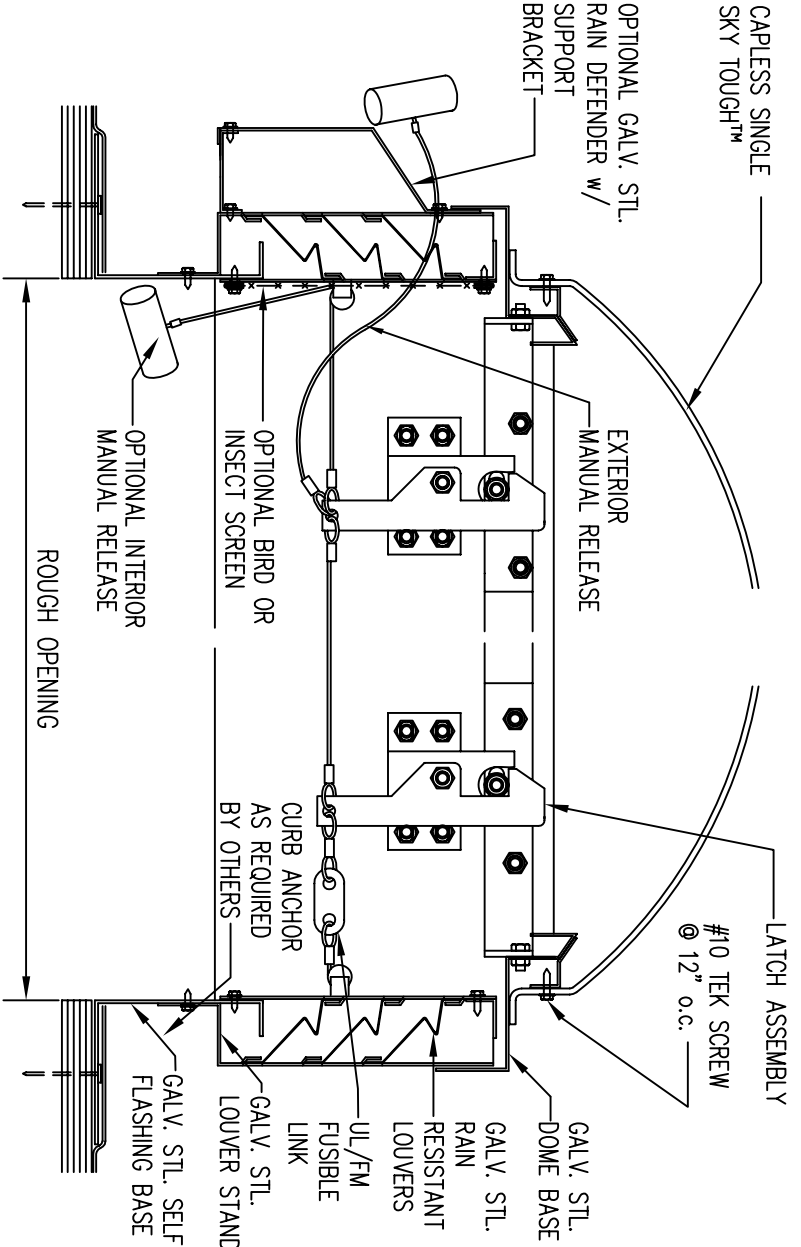 CAPLESS SINGLE
SKY TOUGH™
OPTIONAL GALV. STL.
RAIN DEFENDER w/
SUPPORT
BRACKET
EXTERIOR
MANUAL RELEASE
LATCH ASSEMBLY
#10 TEK SCREW
@ 12" o.c.
GALV. STL.
DOME BASE
GALV. STL.
RAIN
RESISTANT
LOUVERS
UL/FM
FUSIBLE
LINK
GALV. STL.
LOUVER STAND
GALV. STL. SELF
FLASHING BASE
CURB ANCHOR
AS REQUIRED
BY OTHERS
OPTIONAL BIRD OR
INSECT SCREEN
OPTIONAL INTERIOR
MANUAL RELEASE
ROUGH OPENING